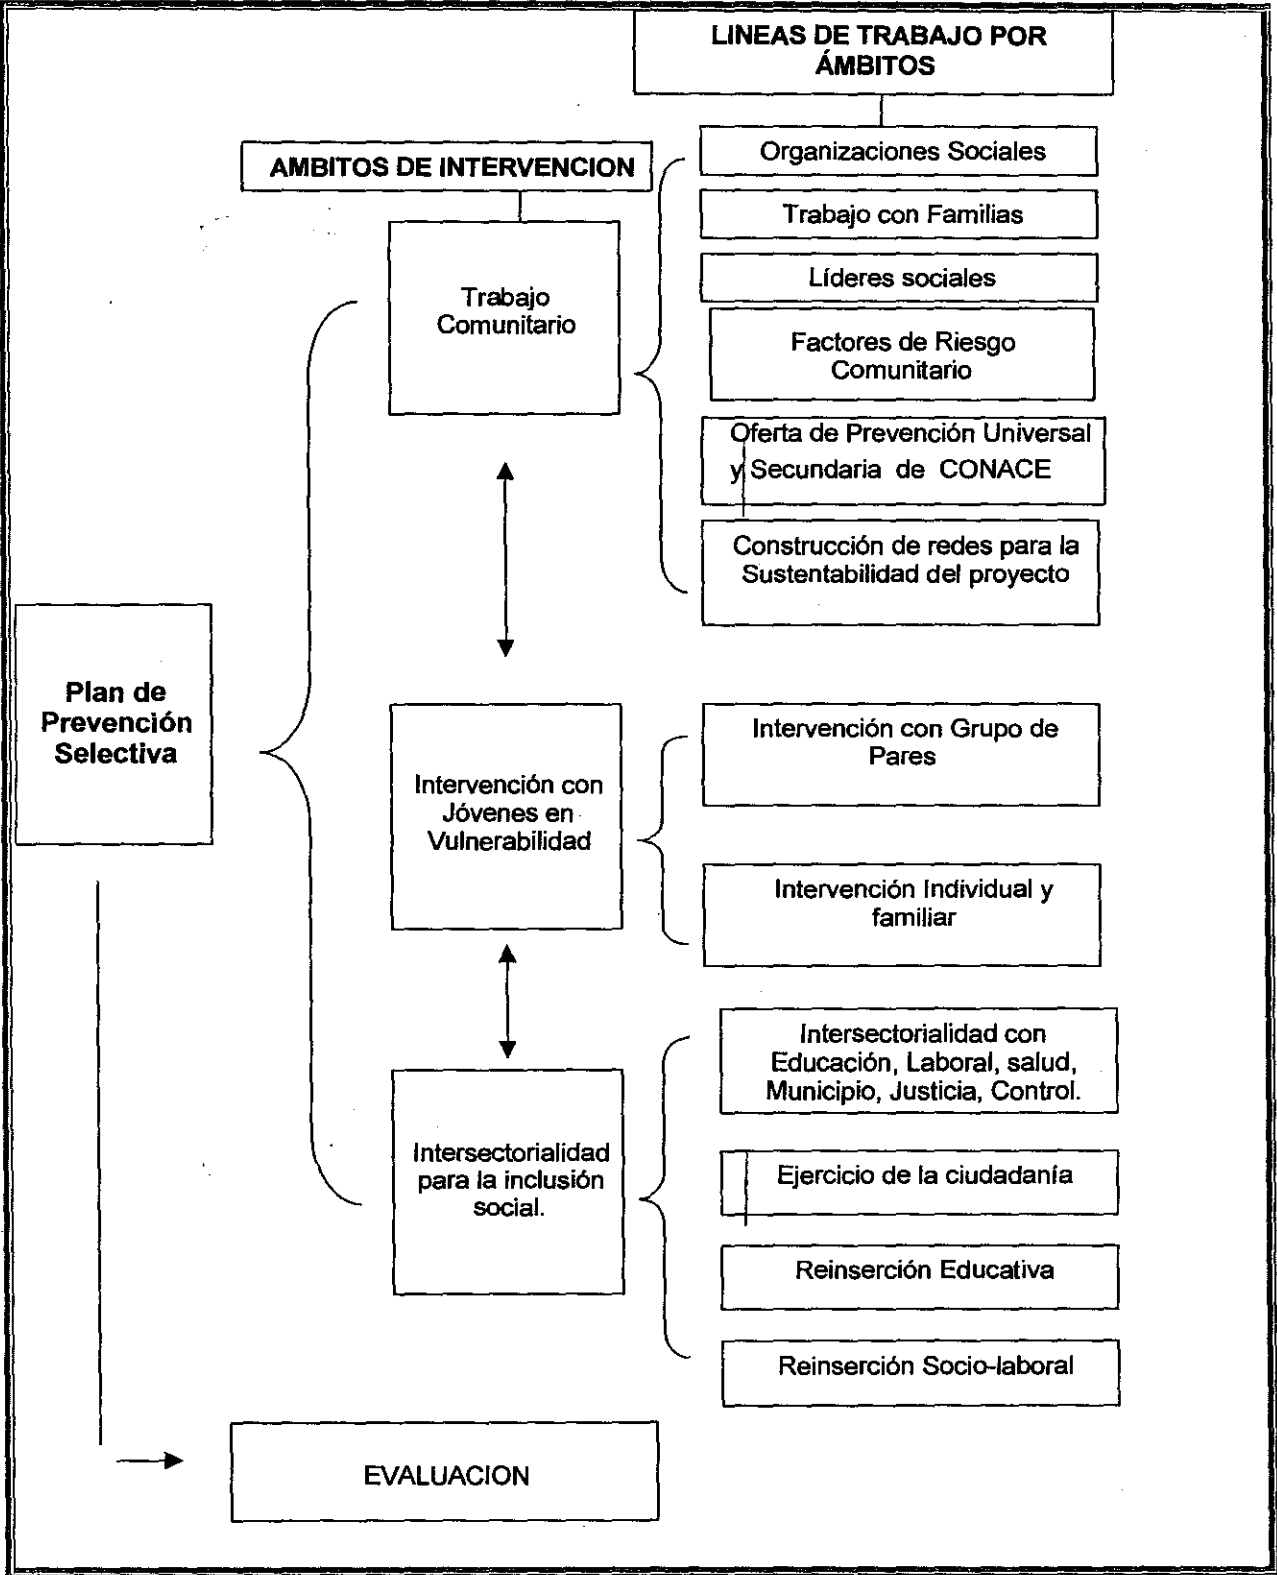 LINEAS DE TRABAJO POR
ÁMBITOS
AMBITOS DE INTERVENCION
Organizaciones Sociales
Trabajo con Familias
Líderes sociales
Trabajo
Comunitario
Factores de Riesgo
Comunitario
Oferta de Prevención Universal
y Secundaria de CONACE
Construcción de redes para la
Sustentabilidad del proyecto
Plan de
Prevención
Selectiva
Intervención con
Jóvenes en
Vulnerabilidad
Intervención con Grupo de
Pares
Intervención Individual y
familiar
Intersectorialidad
para la inclusión
social.
Intersectorialidad con
Educación, Laboral, salud,
Municipio, Justicia, Control.
Ejercicio de la ciudadanía
Reinserción Educativa
Reinserción Socio-laboral
EVALUACION